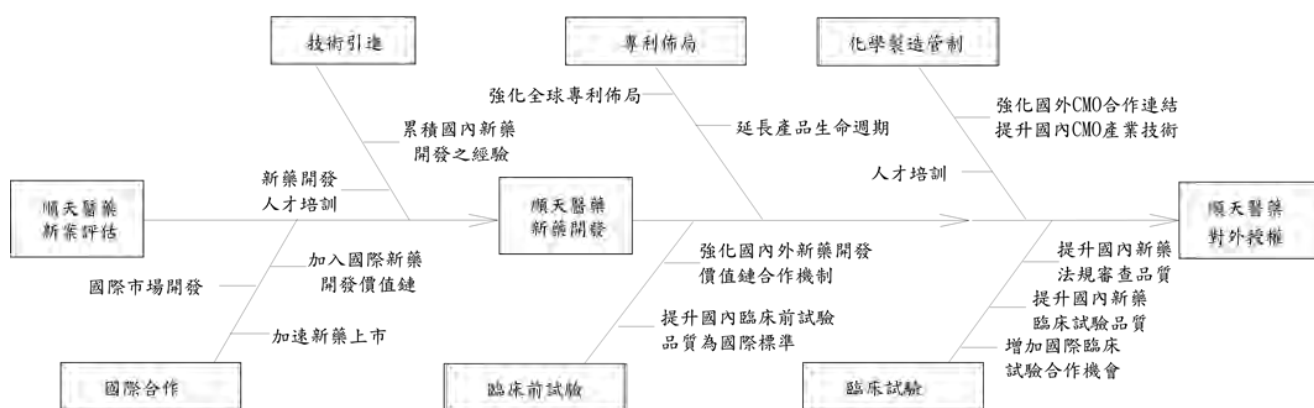 技術引進
專利佈局
化學製造管制
強化全球專利佈局
強化國外CMO合作連結
提升國內CMO產業技術
累積國內新藥
開發之經驗
延長產品生命週期
新藥開發
人才培訓
人才培訓
順天醫藥
新案評估
順天醫藥
新藥開發
順天醫藥
對外授權
加入國際新藥
開發價值鏈
強化國內外新藥開發
價值鏈合作機制
提升國內新藥
法規審查品質
國際市場開發
提升國內新藥
臨床試驗品質
加速新藥上市
提升國內臨床前試驗
品質為國際標準
增加國際臨床
試驗合作機會
國際合作
臨床前試驗
臨床試驗